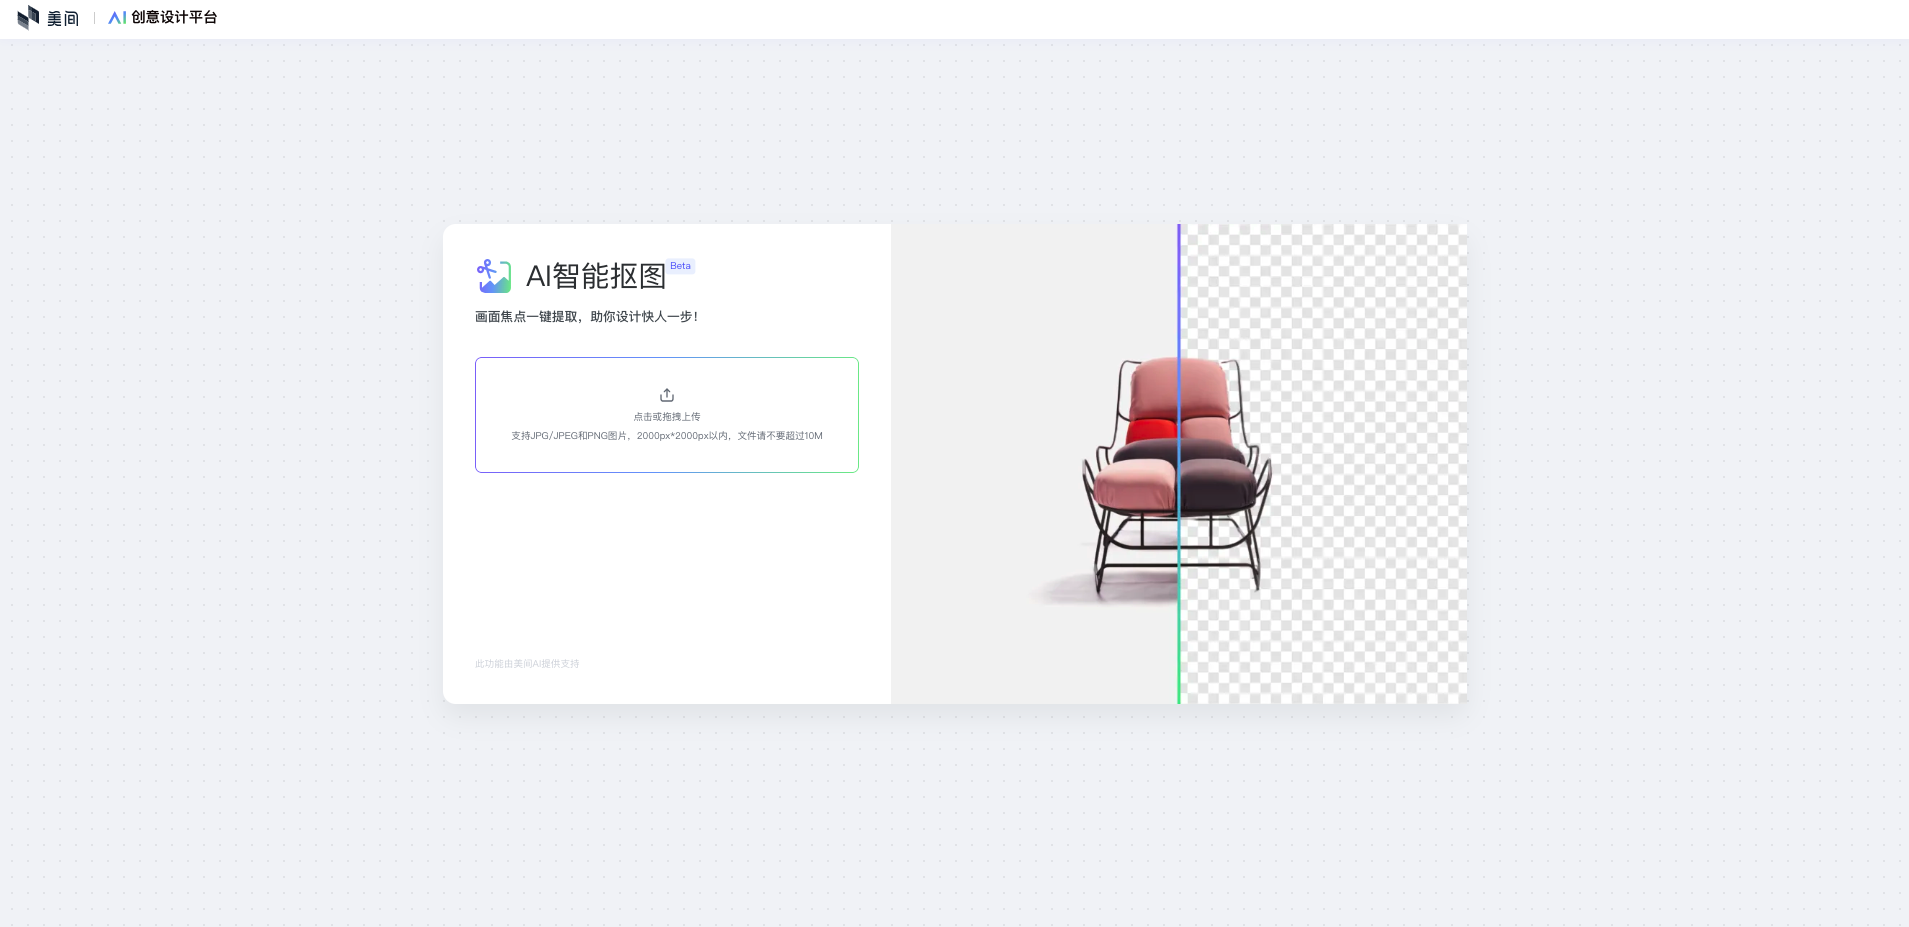 美间 AI 创意设计平台
AI智能抠图 Beta
画面焦点一键提取，助你设计快人一步！
点击或拖拽上传
支持JPG/JPEG和PNG图片，2000px*2000px以内，文件请不要超过10M
此功能由美间AI提供支持